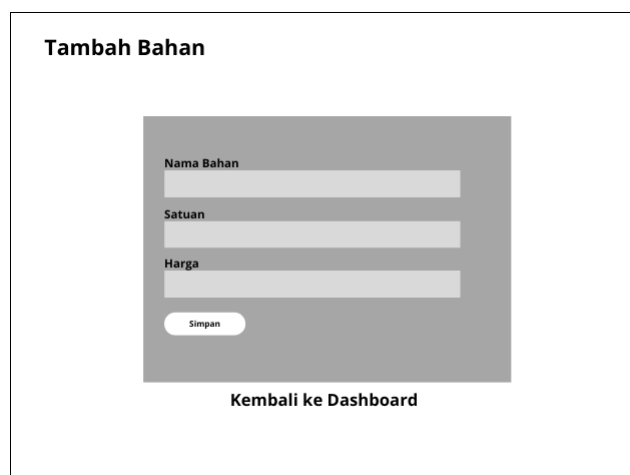 Tambah Bahan
Nama Bahan
Satuan
Harga
Simpan
Kembali ke Dashboard